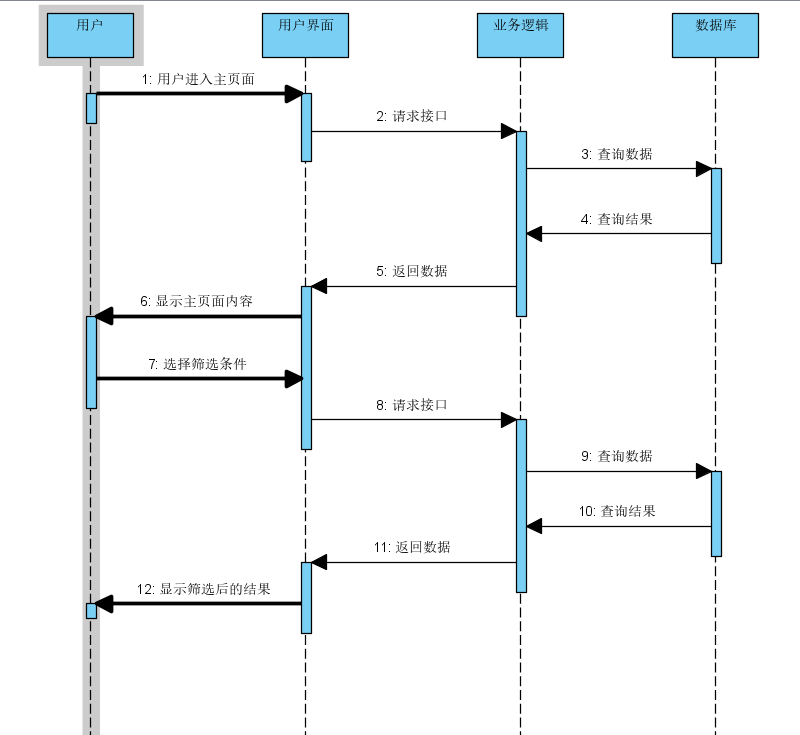 用户
用户界面
业务逻辑
数据库
1: 用户进入主页面
2: 请求接口
3: 查询数据
4: 查询结果
5: 返回数据
6: 显示主页面内容
7: 选择筛选条件
8: 请求接口
9: 查询数据
10: 查询结果
11: 返回数据
12: 显示筛选后的结果